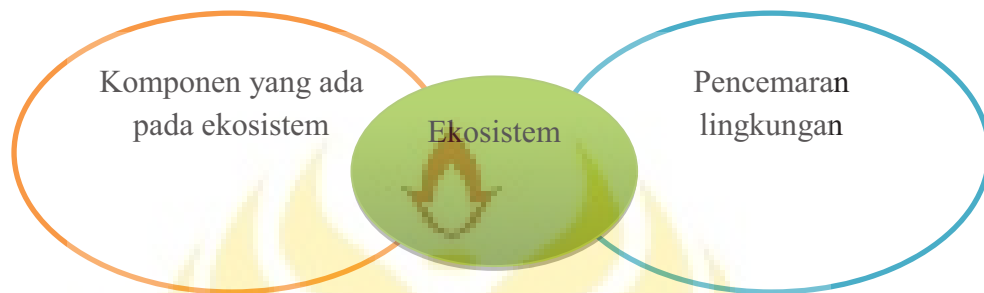 Komponen yang ada
pada ekosistem
Ekosistem
Pencemaran
lingkungan